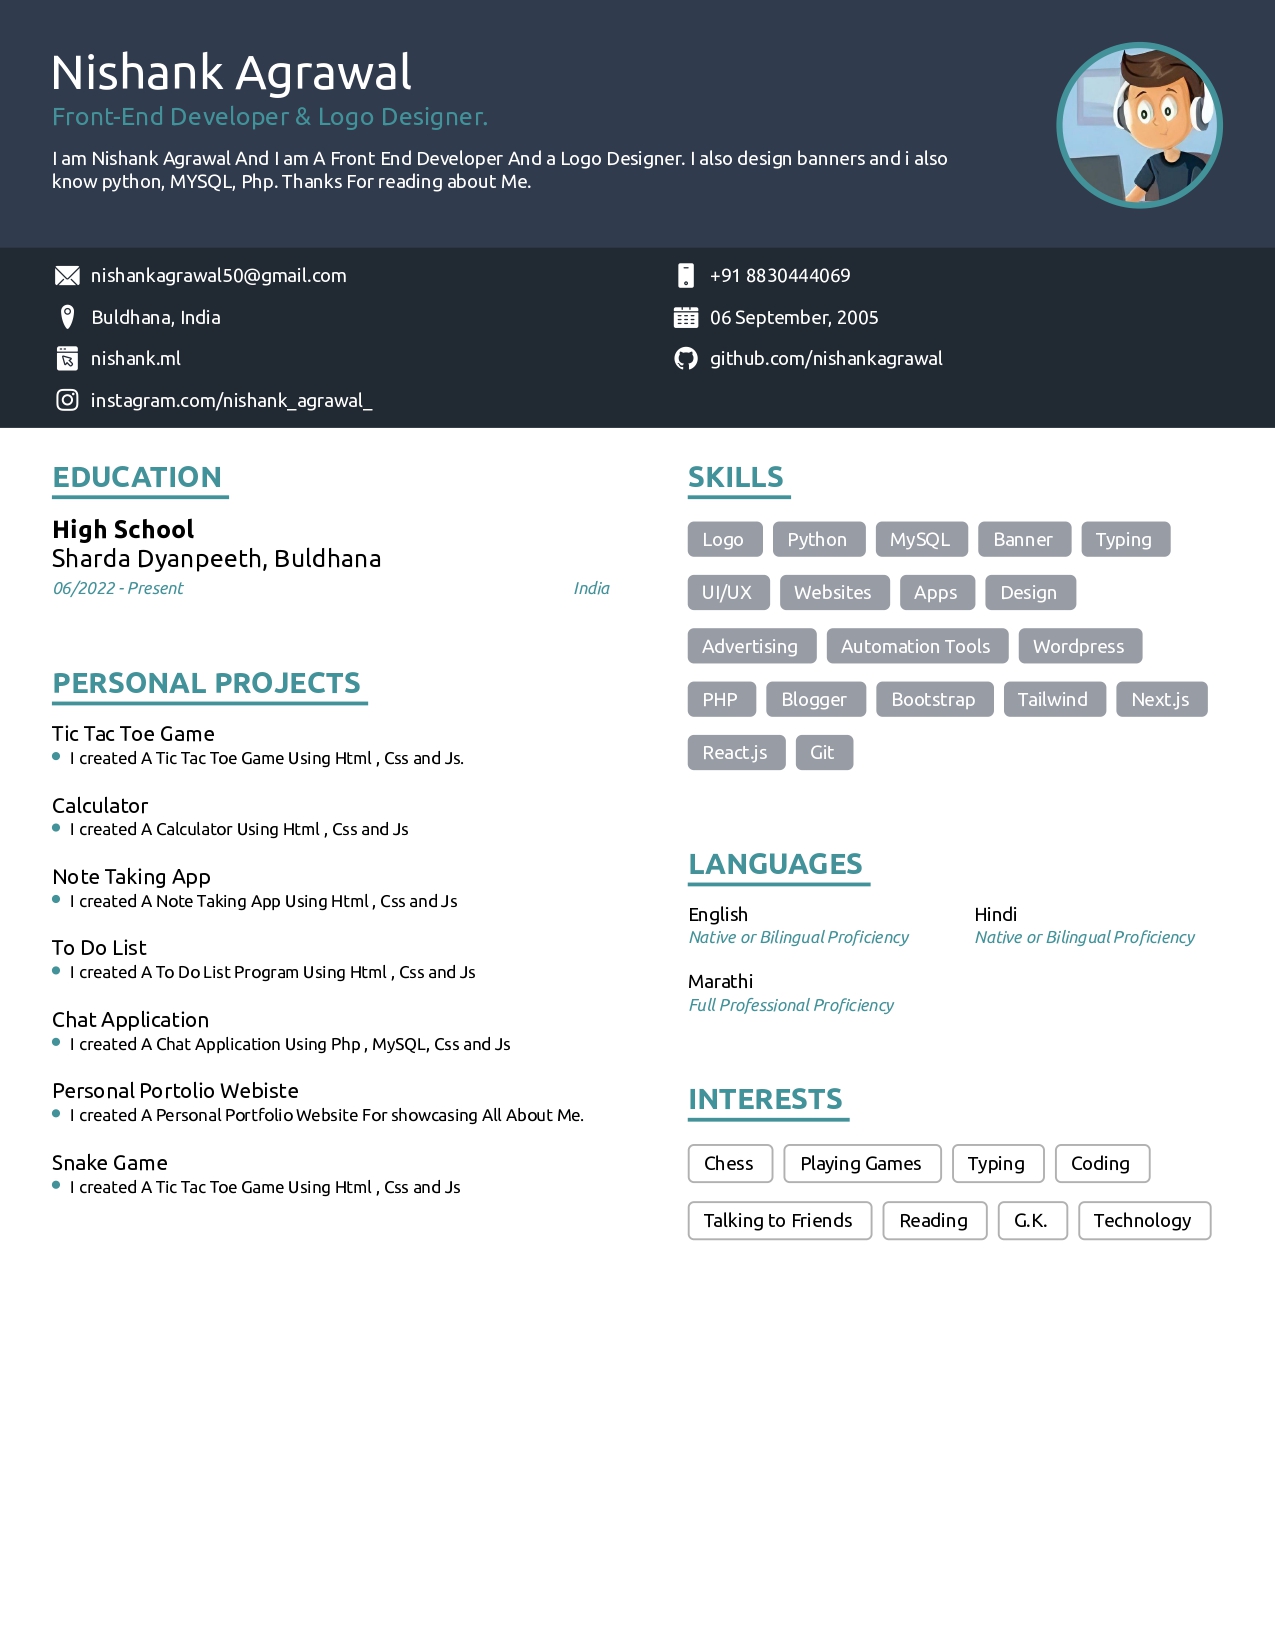 Nishank Agrawal
Front-End Developer & Logo Designer.
I am Nishank Agrawal And I am A Front End Developer And a Logo Designer. I also design banners and i also
know python, MYSQL, Php. Thanks For reading about Me.
nishankagrawal50@gmail.com
+91 8830444069
Buldhana, India
06 September, 2005
nishank.ml
github.com/nishankagrawal
instagram.com/nishank_agrawal_
EDUCATION
High School
Sharda Dyanpeeth, Buldhana
06/2022 - Present India
PERSONAL PROJECTS
Tic Tac Toe Game
I created A Tic Tac Toe Game Using Html , Css and Js.
Calculator
I created A Calculator Using Html , Css and Js
Note Taking App
I created A Note Taking App Using Html , Css and Js
To Do List
I created A To Do List Program Using Html , Css and Js
Chat Application
I created A Chat Application Using Php , MySQL, Css and Js
Personal Portolio Webiste
I created A Personal Portfolio Website For showcasing All About Me.
Snake Game
I created A Tic Tac Toe Game Using Html , Css and Js
SKILLS
Logo Python MySQL Banner Typing
UI/UX Websites Apps Design
Advertising Automation Tools Wordpress
PHP Blogger Bootstrap Tailwind Next.js
React.js Git
LANGUAGES
English Hindi
Native or Bilingual Proficiency Native or Bilingual Proficiency
Marathi
Full Professional Proficiency
INTERESTS
Chess Playing Games Typing Coding
Talking to Friends Reading G.K. Technology